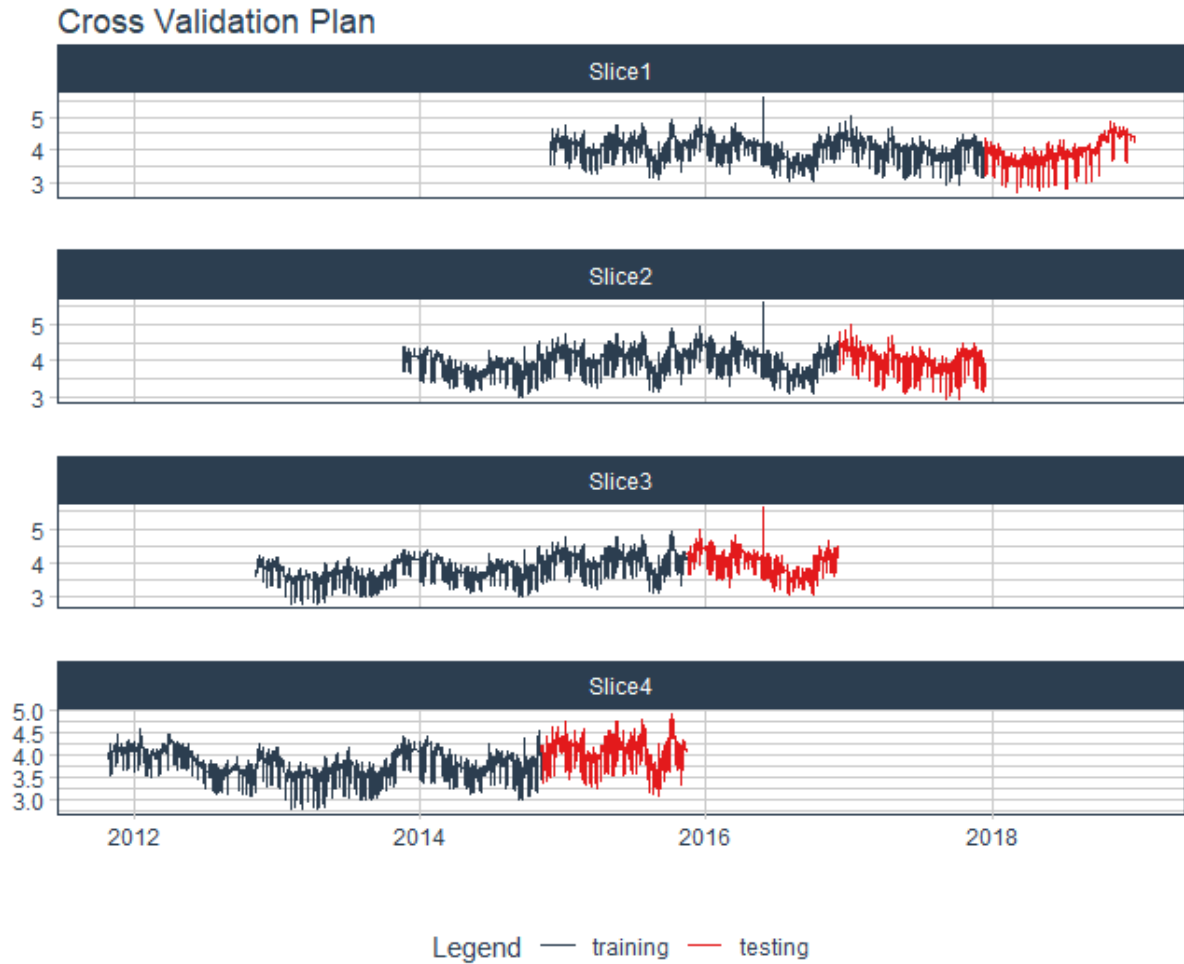 Cross Validation Plan
Slice1
5
4
3
Slice2
5
4
3
Slice3
5
4
3
Slice4
5.0
4.5
4.0
3.5
3.0
2012 2014 2016 2018
Legend training testing